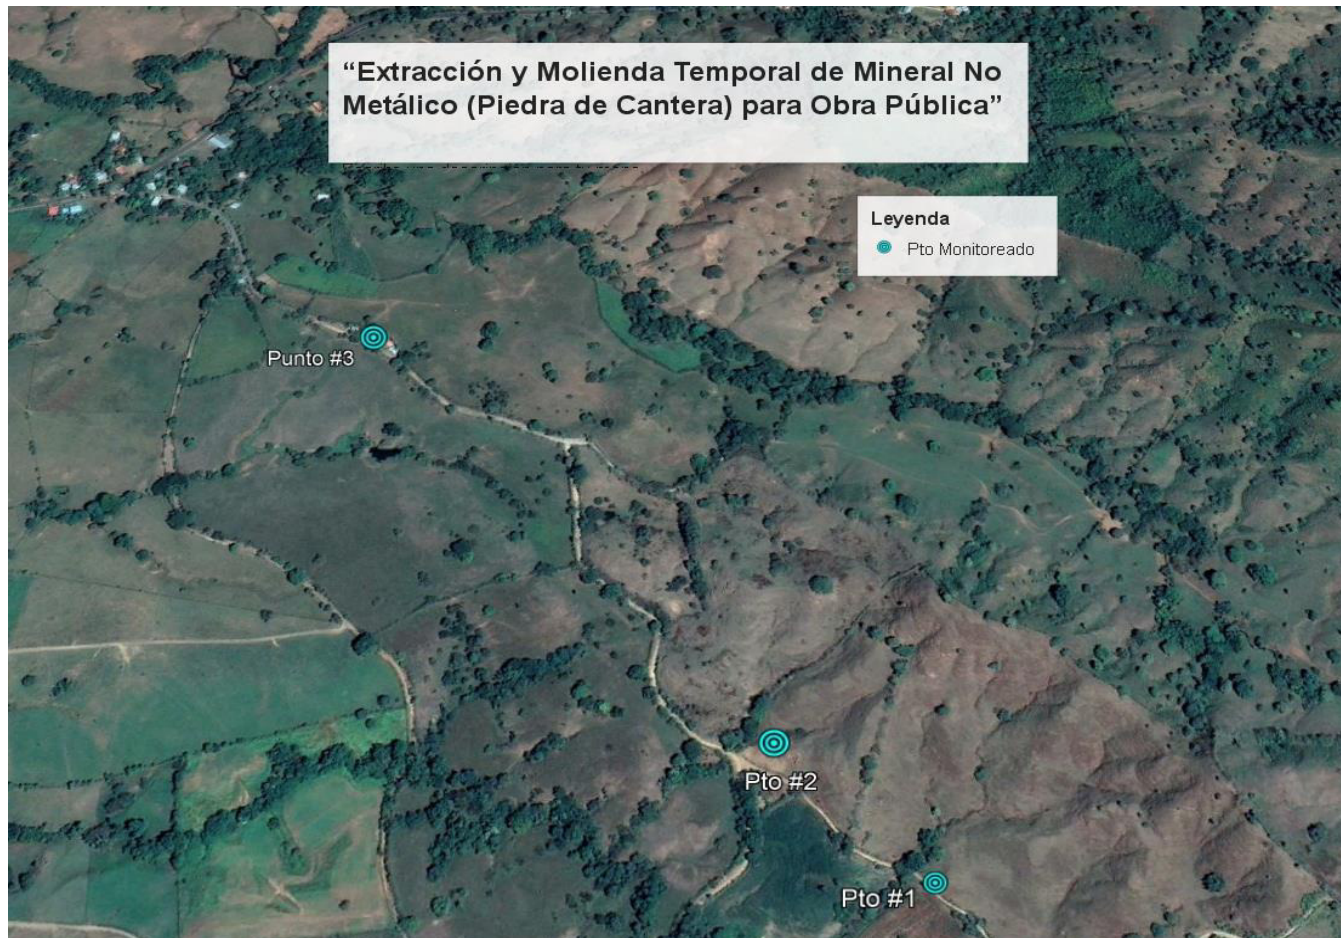 “Extracción y Molienda Temporal de Mineral No
Metálico (Piedra de Cantera) para Obra Pública”
Leyenda
Pto Monitoreado
Punto #3
Pto #2
Pto #1